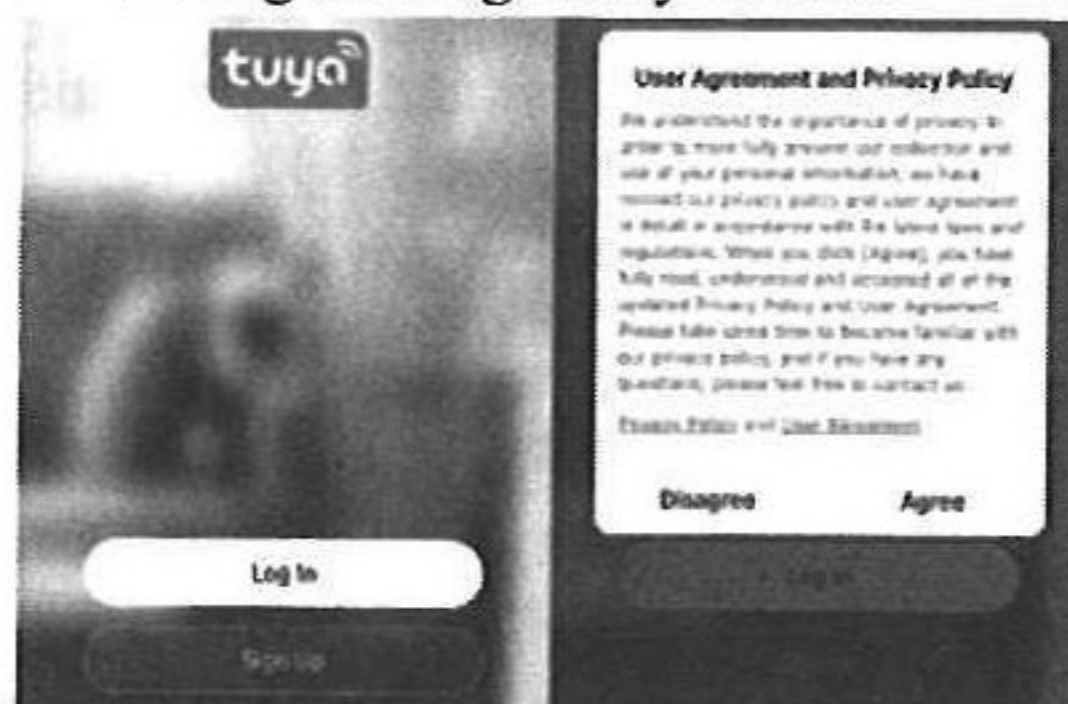 tuya
Log In
Sign Up
User Agreement and Privacy Policy
We understand the importance of privacy. In
order to more fully present our collection and
use of your personal information, we have
revised our privacy policy and user agreement
in detail in accordance with the latest laws and
regulations. When you click [Agree], you have
fully read, understood and accepted all of the
updated Privacy Policy and User Agreement.
Please take some time to become familiar with
our privacy policy, and if you have any
questions, please feel free to contact us.
Privacy Policy and User Agreement
Disagree Agree
Log In